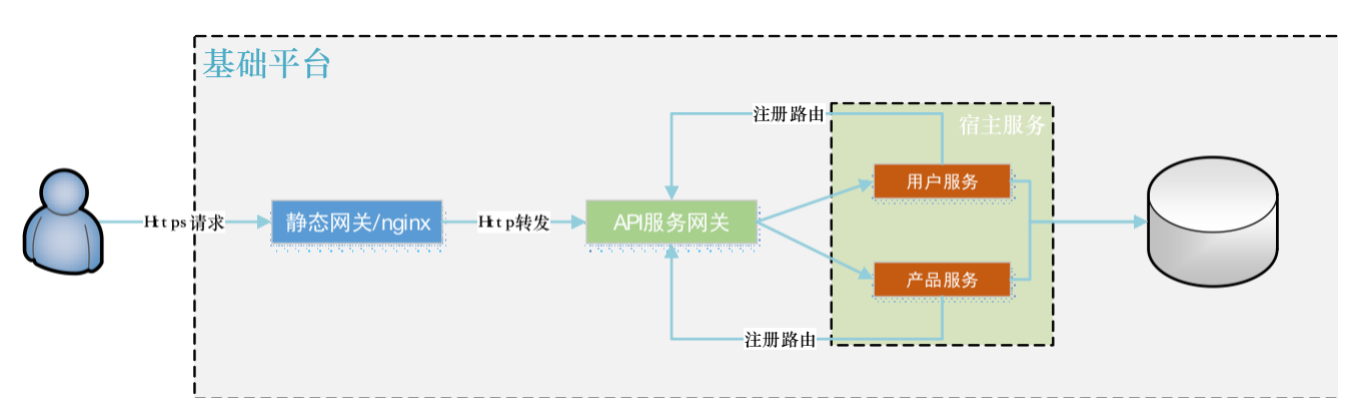 基础平台
注册路由
宿主服务
用户服务
Https请求
静态网关/nginx
Http转发
API服务网关
产品服务
注册路由